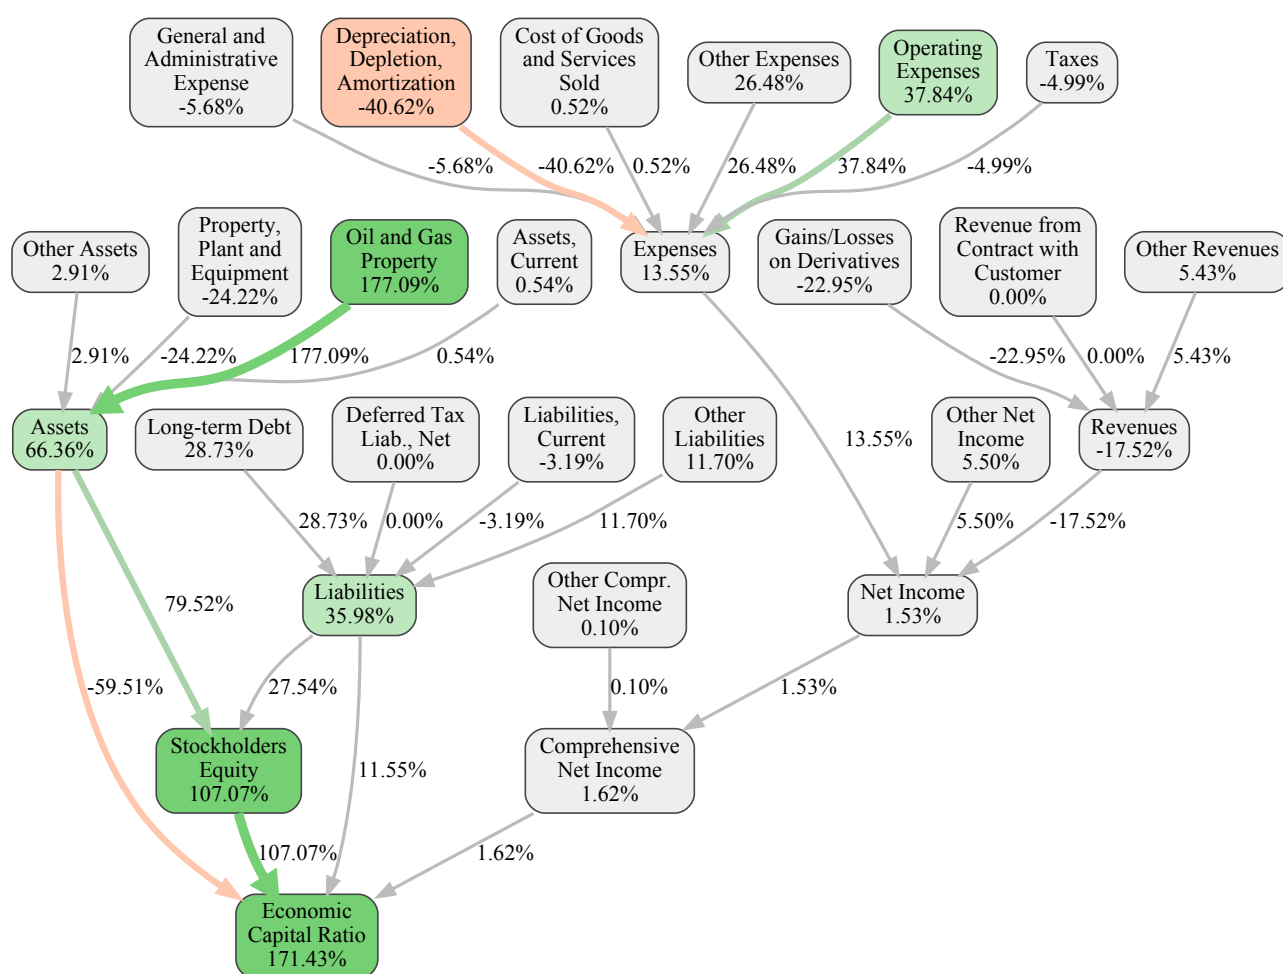 General and
Administrative
Expense
-5.68%
Depreciation,
Depletion,
Amortization
-40.62%
Cost of Goods
and Services
Sold
0.52%
Other Expenses
26.48%
Operating
Expenses
37.84%
Taxes
-4.99%
-5.68%
-40.62%
0.52%
26.48%
37.84%
-4.99%
Other Assets
2.91%
Property,
Plant and
Equipment
-24.22%
Oil and Gas
Property
177.09%
Assets,
Current
0.54%
Expenses
13.55%
Gains/Losses
on Derivatives
-22.95%
Revenue from
Contract with
Customer
0.00%
Other Revenues
5.43%
2.91%
-24.22%
177.09%
0.54%
-22.95%
0.00%
5.43%
Assets
66.36%
Long-term Debt
28.73%
Deferred Tax
Liab., Net
0.00%
Liabilities,
Current
-3.19%
Other
Liabilities
11.70%
13.55%
Other Net
Income
5.50%
Revenues
-17.52%
28.73%
0.00%
-3.19%
11.70%
5.50%
-17.52%
79.52%
Liabilities
35.98%
Other Compr.
Net Income
0.10%
Net Income
1.53%
-59.51%
27.54%
0.10%
1.53%
Stockholders
Equity
107.07%
11.55%
Comprehensive
Net Income
1.62%
107.07%
1.62%
Economic
Capital Ratio
171.43%